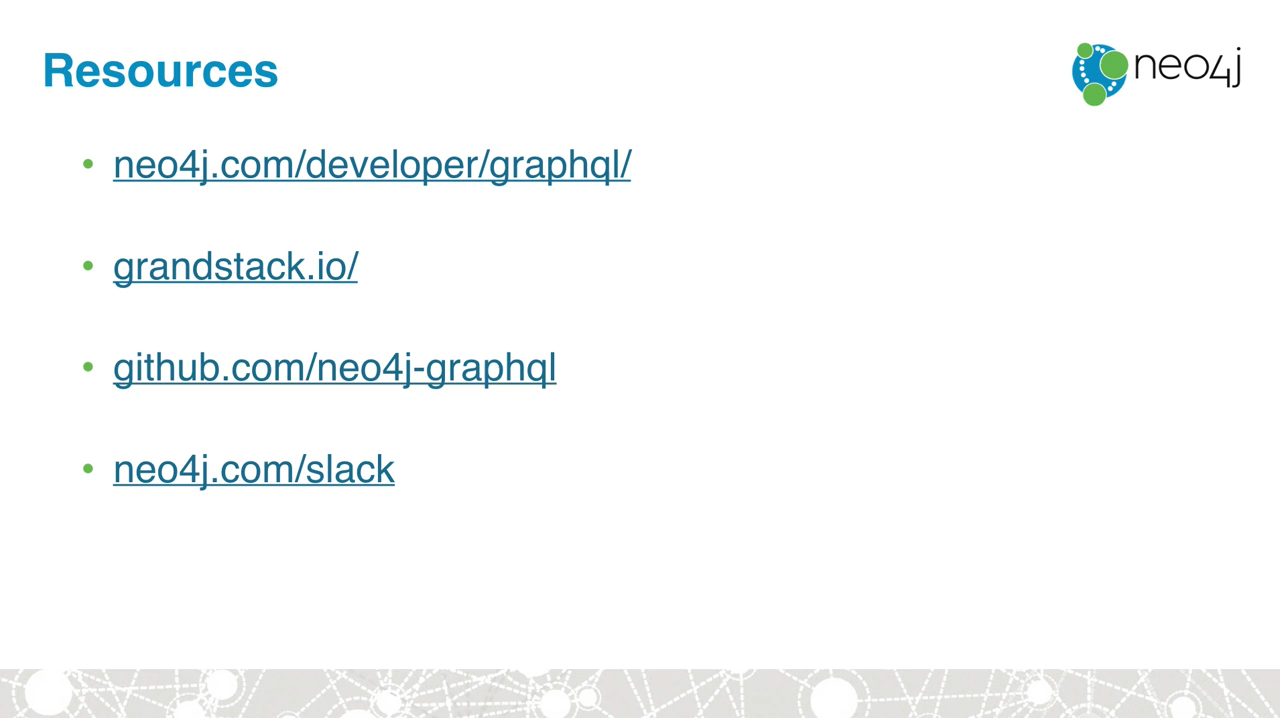 Resources
neo4j
• neo4j.com/developer/graphql/
• grandstack.io/
• github.com/neo4j-graphql
• neo4j.com/slack